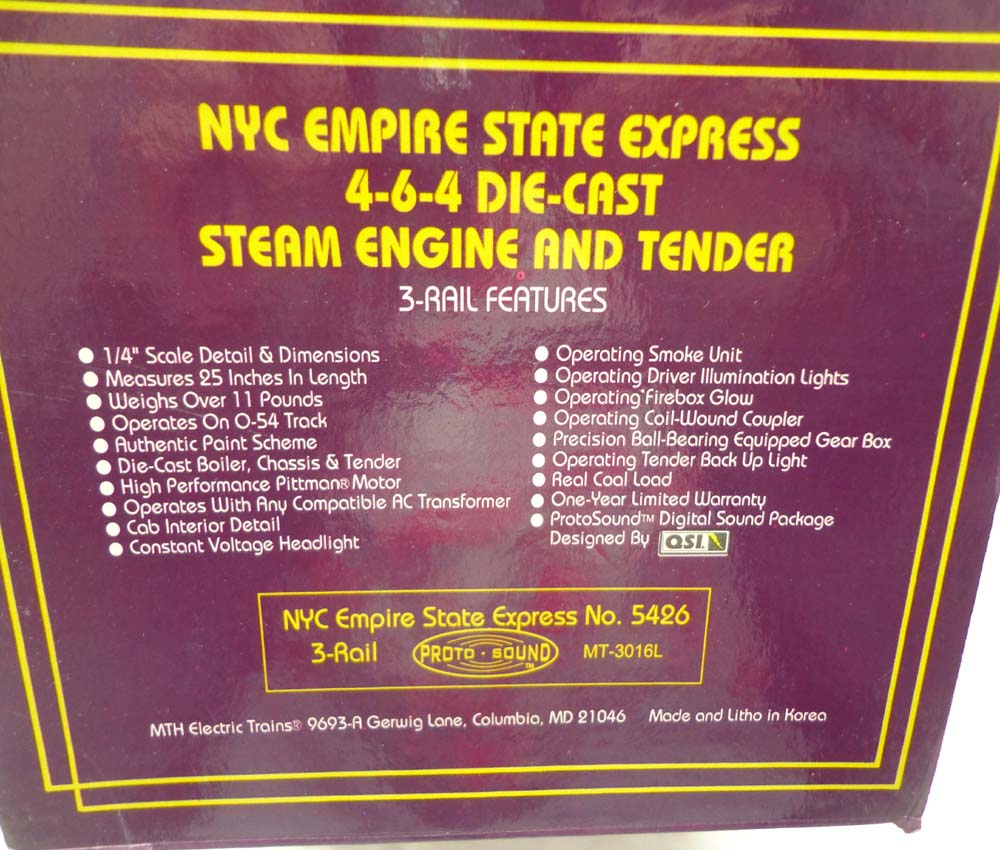 NYC EMPIRE STATE EXPRESS
4-6-4 DIE-CAST
STEAM ENGINE AND TENDER
3-RAIL FEATURES
● 1/4" Scale Detail & Dimensions
● Measures 25 Inches In Length
● Weighs Over 11 Pounds
● Operates On O-54 Track
● Authentic Paint Scheme
● Die-Cast Boiler, Chassis & Tender
● High Performance Pittman® Motor
● Operates With Any Compatible AC Transformer
● Cab Interior Detail
● Constant Voltage Headlight
● Operating Smoke Unit
● Operating Driver Illumination Lights
● Operating Firebox Glow
● Operating Coil-Wound Coupler
● Precision Ball-Bearing Equipped Gear Box
● Operating Tender Back Up Light
● Real Coal Load
● One-Year Limited Warranty
● ProtoSound™ Digital Sound Package
Designed By Q.S.I.
NYC Empire State Express No. 5426
3-Rail PROTO·SOUND™ MT-3016L
MTH Electric Trains® 9693-A Gerwig Lane, Columbia, MD 21046 Made and Litho in Korea